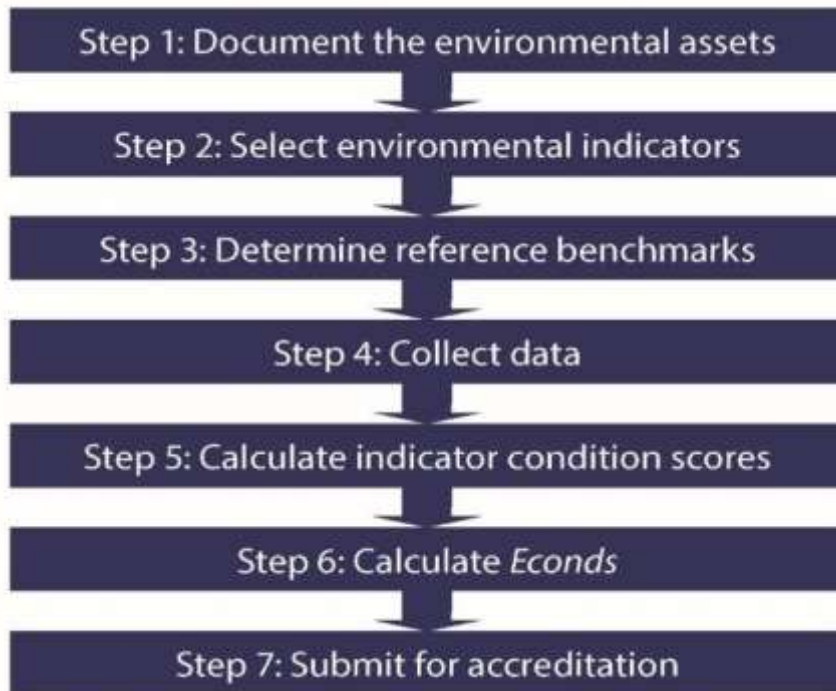 Step 1: Document the environmental assets
Step 2: Select environmental indicators
Step 3: Determine reference benchmarks
Step 4: Collect data
Step 5: Calculate indicator condition scores
Step 6: Calculate Econds
Step 7: Submit for accreditation